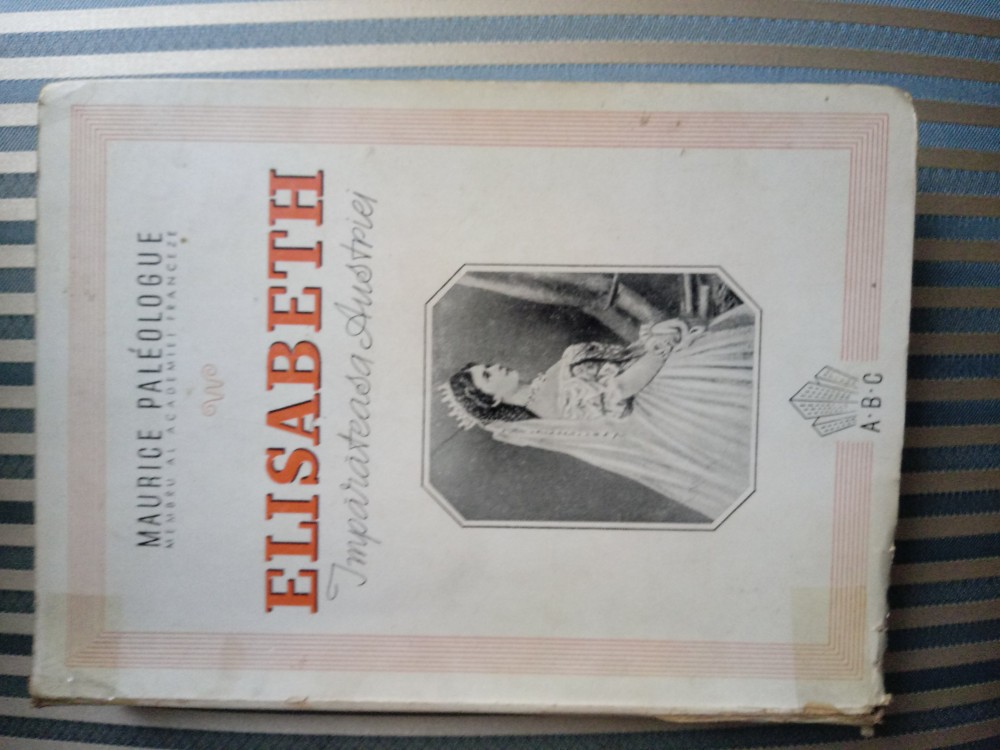 MAURICE PALÉOLOGUE
MEMBRU AL ACADEMIEI FRANCEZE
ELISABETH
Împărăteasa Austriei
A·B·C